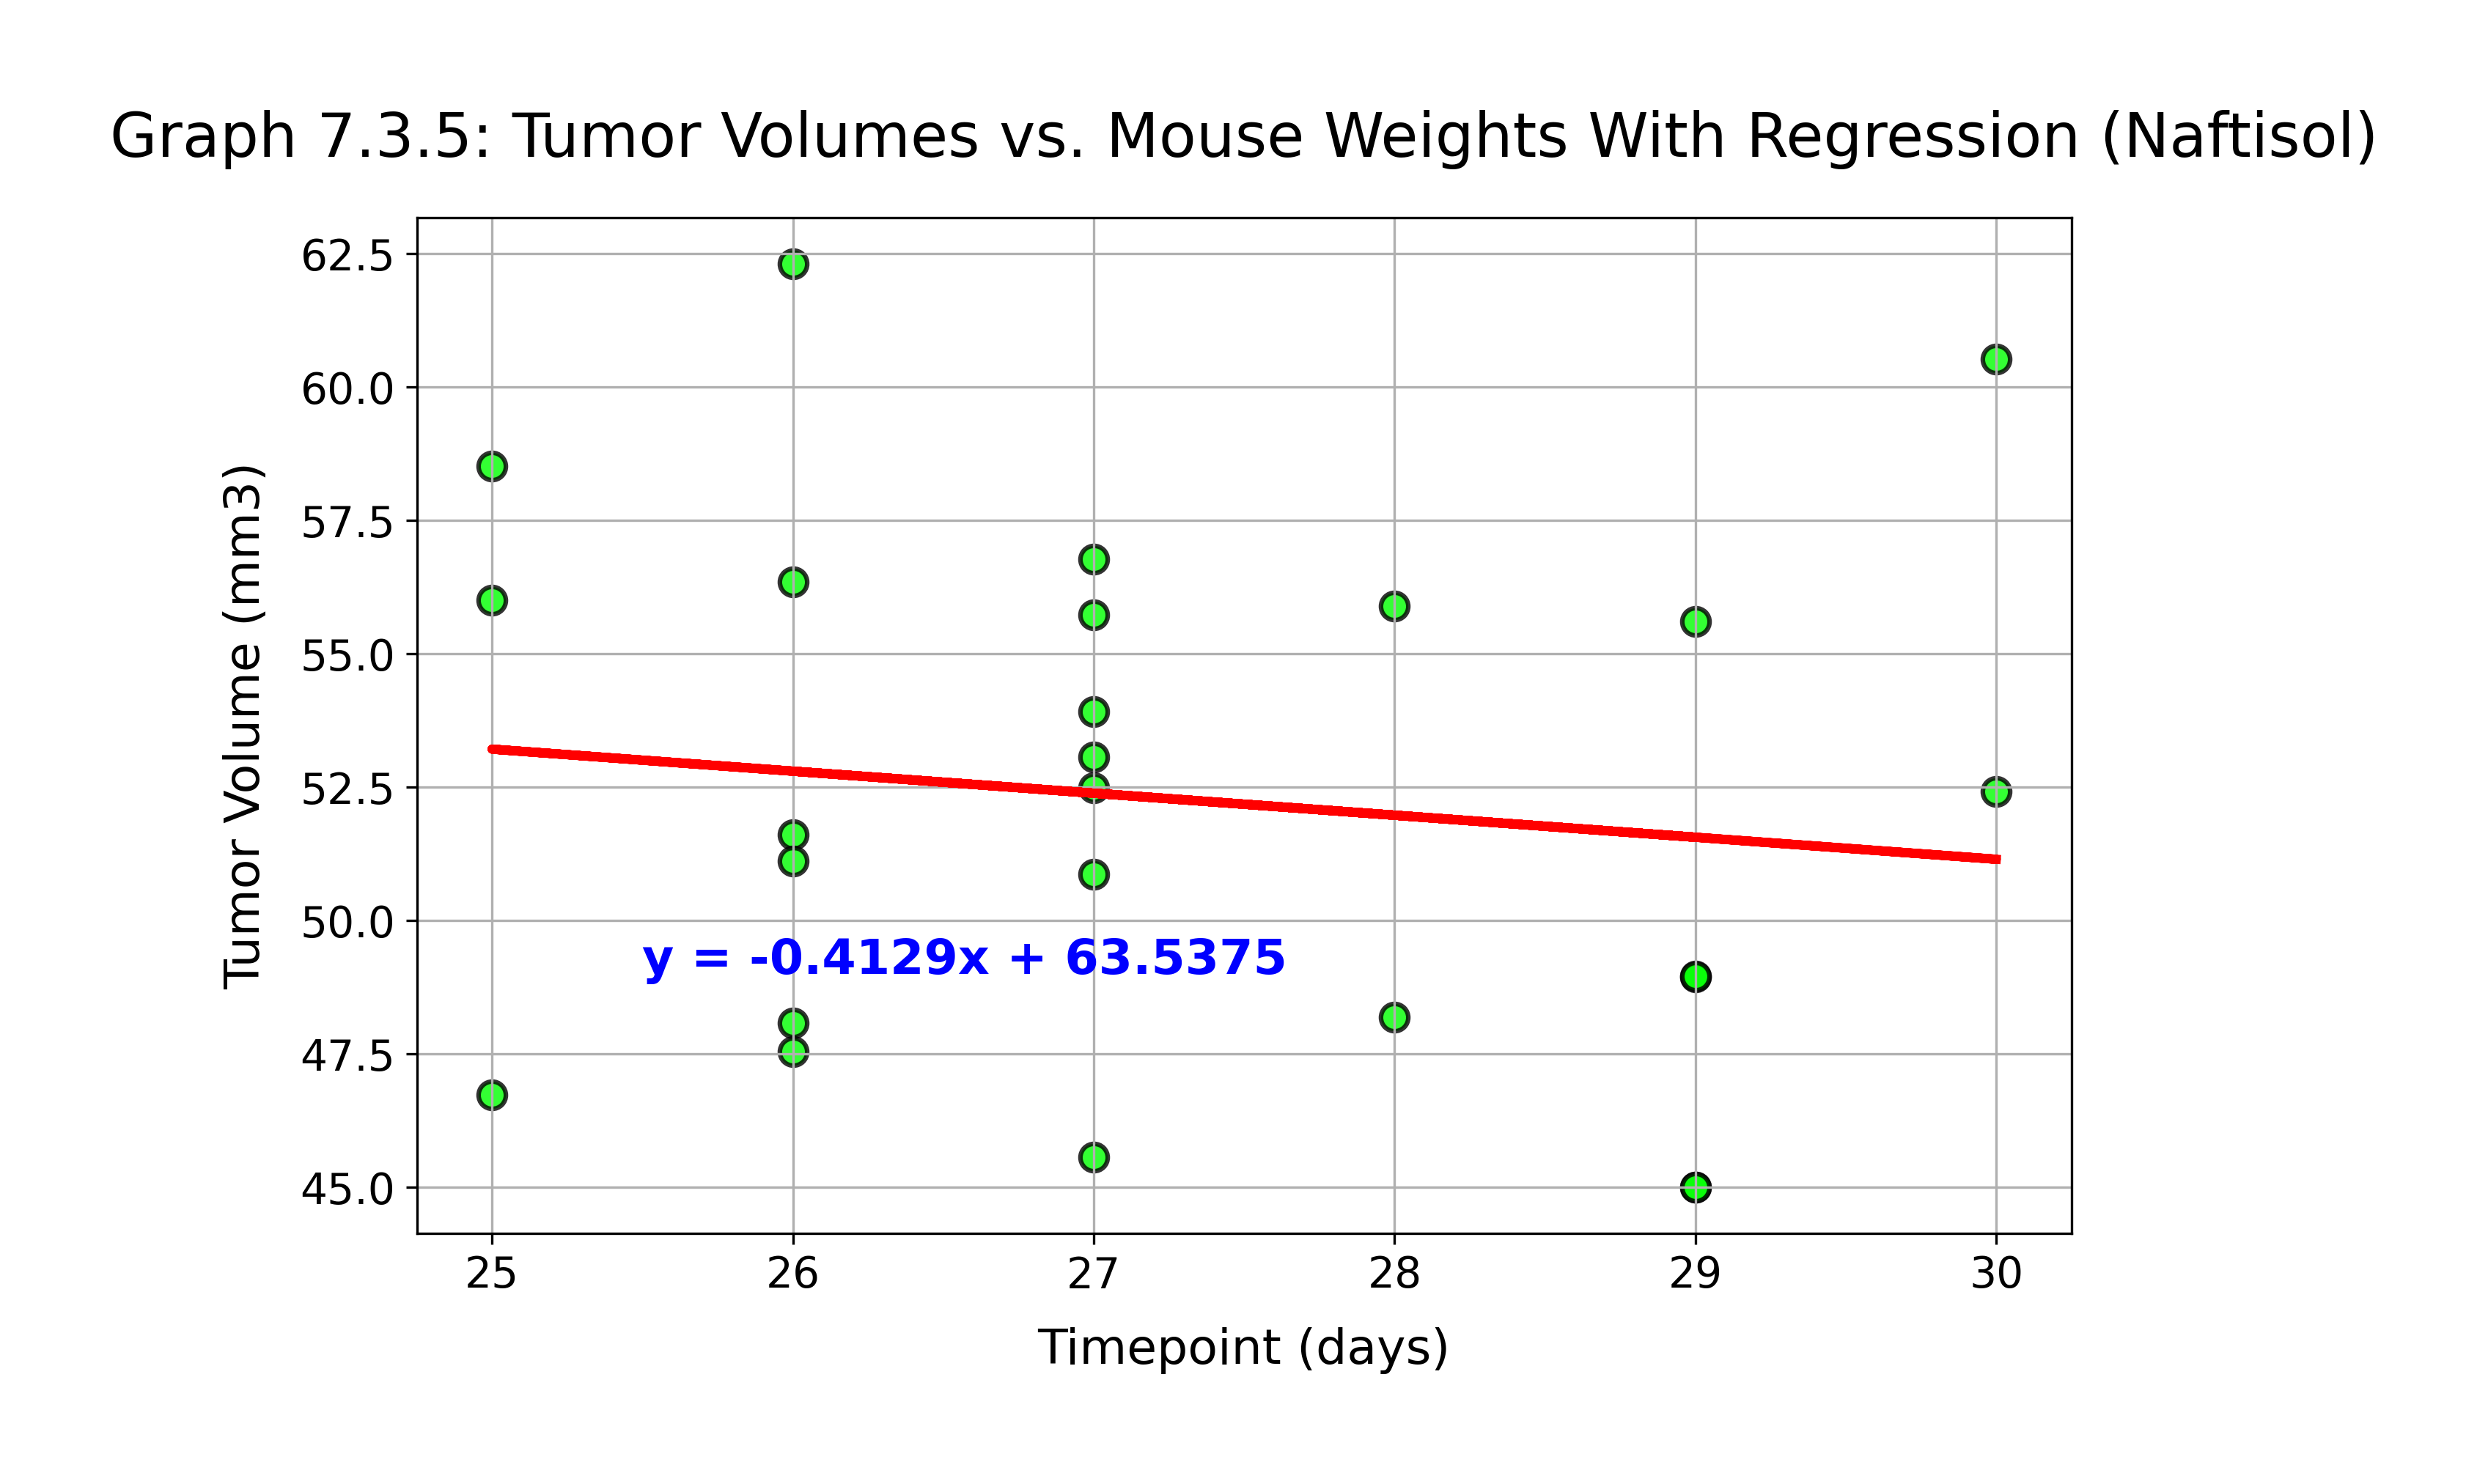 Graph 7.3.5: Tumor Volumes vs. Mouse Weights With Regression (Naftisol)
Tumor Volume (mm3)
62.5
60.0
57.5
55.0
52.5
50.0
47.5
45.0
y = -0.4129x + 63.5375
25 26 27 28 29 30
Timepoint (days)